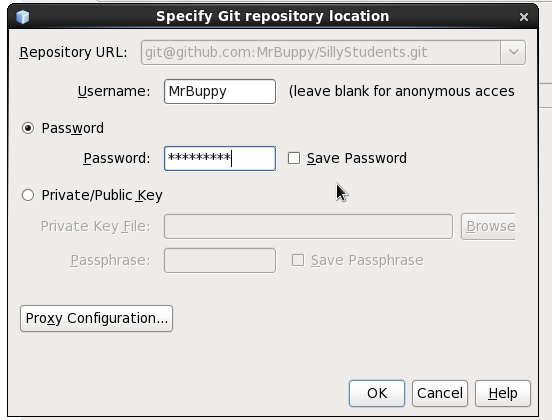 Specify Git repository location
Repository URL: git@github.com:MrBuppy/SillyStudents.git
Username: MrBuppy (leave blank for anonymous acces
Password
Password: ********* Save Password
Private/Public Key
Private Key File: Browse
Passphrase: Save Passphrase
Proxy Configuration...
OK Cancel Help